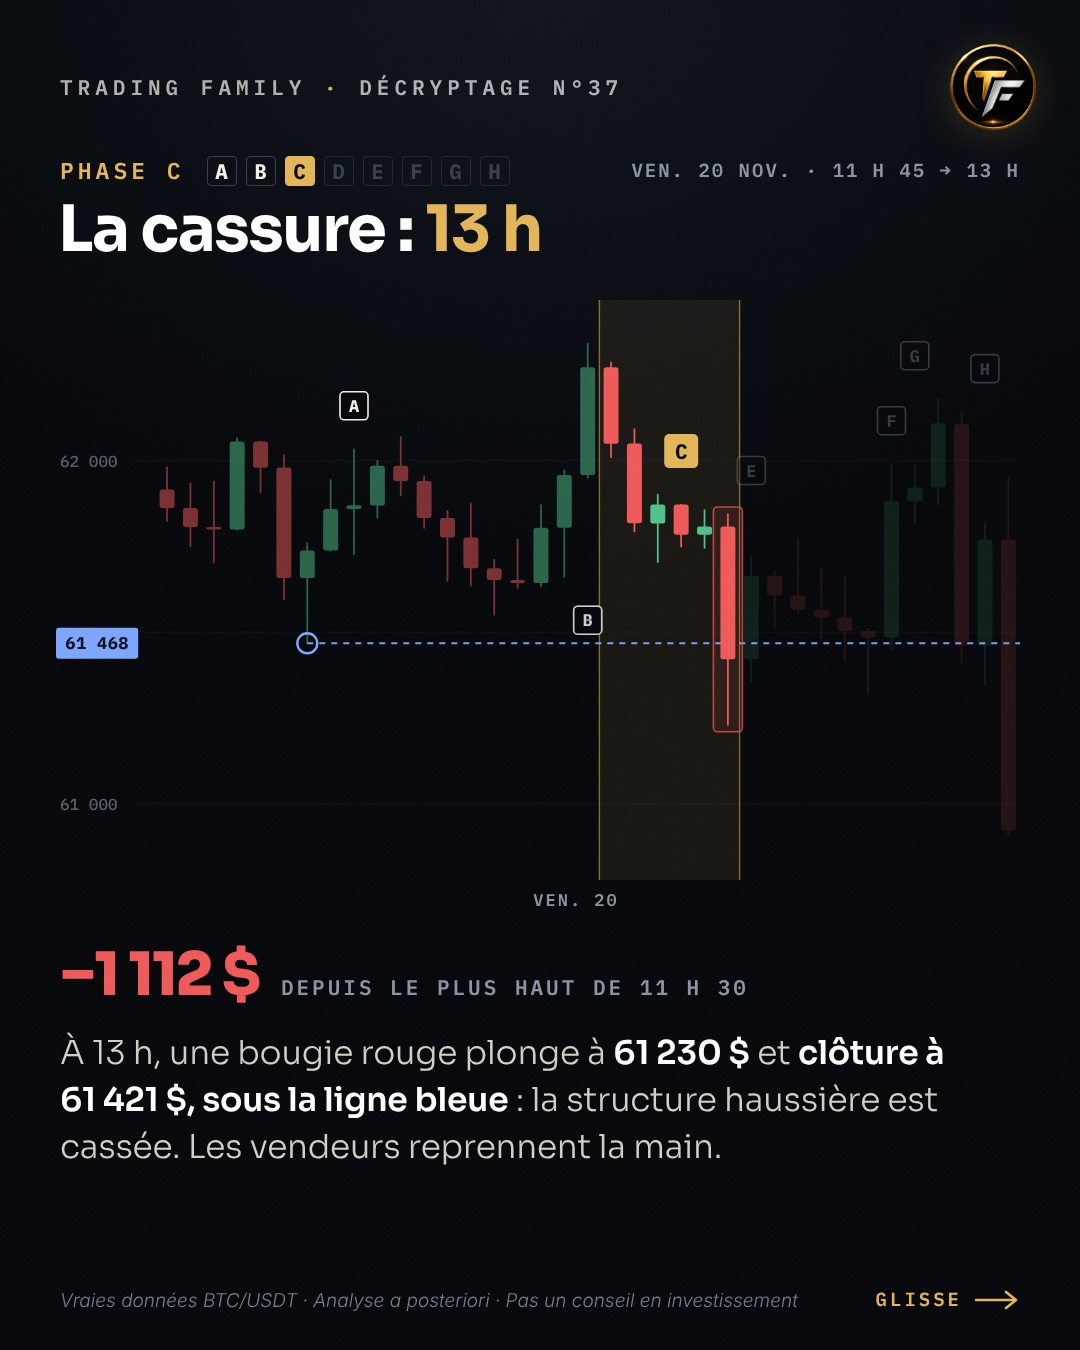 TRADING FAMILY · DÉCRYPTAGE N°37
TF
PHASE C A B C D E F G H
VEN. 20 NOV. · 11 H 45 → 13 H
La cassure : 13 h
G
H
A
F
62 000
C
E
B
61 468
61 000
VEN. 20
−1 112 $ DEPUIS LE PLUS HAUT DE 11 H 30
À 13 h, une bougie rouge plonge à 61 230 $ et clôture à
61 421 $, sous la ligne bleue : la structure haussière est
cassée. Les vendeurs reprennent la main.
Vraies données BTC/USDT · Analyse a posteriori · Pas un conseil en investissement
GLISSE →